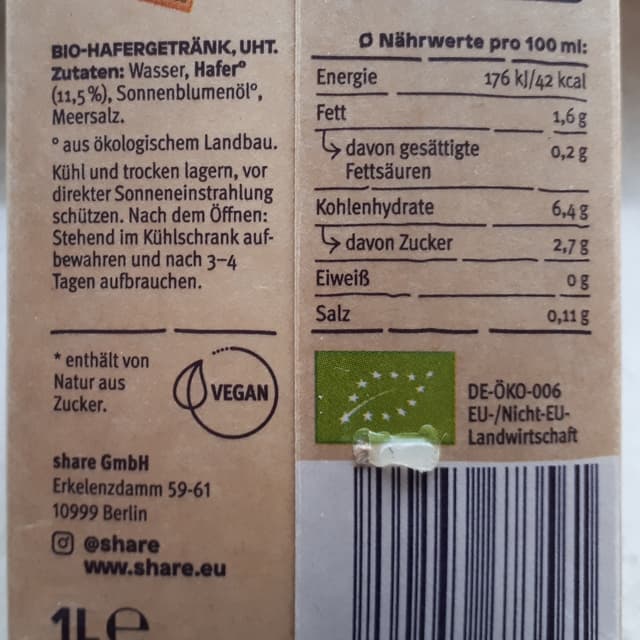 BIO-HAFERGETRÄNK, UHT.
Zutaten: Wasser, Hafer°
(11,5%), Sonnenblumenöl°,
Meersalz.
° aus ökologischem Landbau.
Kühl und trocken lagern, vor
direkter Sonneneinstrahlung
schützen. Nach dem Öffnen:
Stehend im Kühlschrank auf-
bewahren und nach 3–4
Tagen aufbrauchen.
* enthält von
Natur aus
Zucker.
VEGAN
share GmbH
Erkelenzdamm 59-61
10999 Berlin
@share
www.share.eu
1L e
Ø Nährwerte pro 100 ml:
Energie 176 kJ/42 kcal
Fett 1,6 g
davon gesättigte 0,2 g
Fettsäuren
Kohlenhydrate 6,4 g
davon Zucker 2,7 g
Eiweiß 0 g
Salz 0,11 g
DE-ÖKO-006
EU-/Nicht-EU-
Landwirtschaft